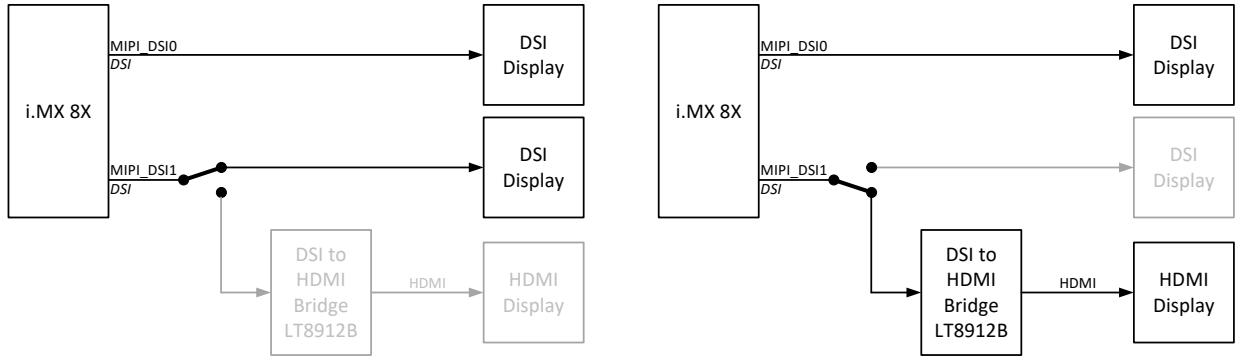 i.MX 8X
MIPI_DSI0
DSI
DSI
Display
MIPI_DSI1
DSI
DSI
Display
DSI to
HDMI
Bridge
LT8912B
HDMI
HDMI
Display
i.MX 8X
MIPI_DSI0
DSI
DSI
Display
MIPI_DSI1
DSI
DSI
Display
DSI to
HDMI
Bridge
LT8912B
HDMI
HDMI
Display